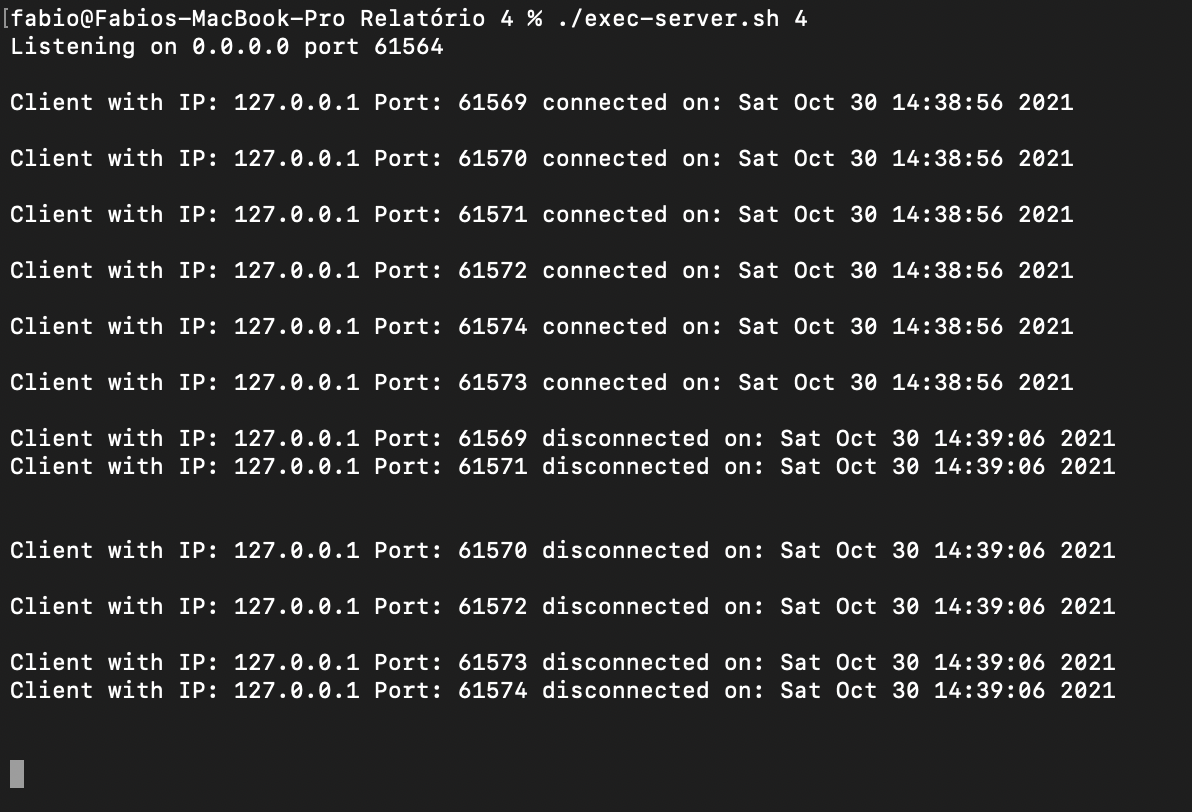 [fabio@Fabios-MacBook-Pro Relatório 4 % ./exec-server.sh 4
Listening on 0.0.0.0 port 61564
Client with IP: 127.0.0.1 Port: 61569 connected on: Sat Oct 30 14:38:56 2021
Client with IP: 127.0.0.1 Port: 61570 connected on: Sat Oct 30 14:38:56 2021
Client with IP: 127.0.0.1 Port: 61571 connected on: Sat Oct 30 14:38:56 2021
Client with IP: 127.0.0.1 Port: 61572 connected on: Sat Oct 30 14:38:56 2021
Client with IP: 127.0.0.1 Port: 61574 connected on: Sat Oct 30 14:38:56 2021
Client with IP: 127.0.0.1 Port: 61573 connected on: Sat Oct 30 14:38:56 2021
Client with IP: 127.0.0.1 Port: 61569 disconnected on: Sat Oct 30 14:39:06 2021
Client with IP: 127.0.0.1 Port: 61571 disconnected on: Sat Oct 30 14:39:06 2021
Client with IP: 127.0.0.1 Port: 61570 disconnected on: Sat Oct 30 14:39:06 2021
Client with IP: 127.0.0.1 Port: 61572 disconnected on: Sat Oct 30 14:39:06 2021
Client with IP: 127.0.0.1 Port: 61573 disconnected on: Sat Oct 30 14:39:06 2021
Client with IP: 127.0.0.1 Port: 61574 disconnected on: Sat Oct 30 14:39:06 2021